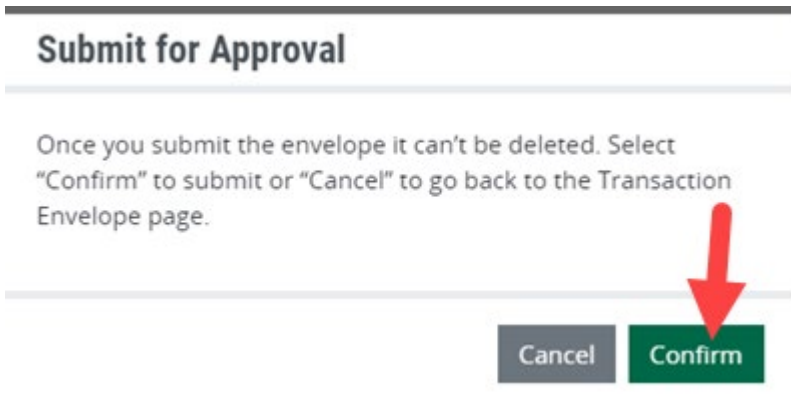 Submit for Approval
Once you submit the envelope it can’t be deleted. Select
“Confirm” to submit or “Cancel” to go back to the Transaction
Envelope page.
Cancel Confirm